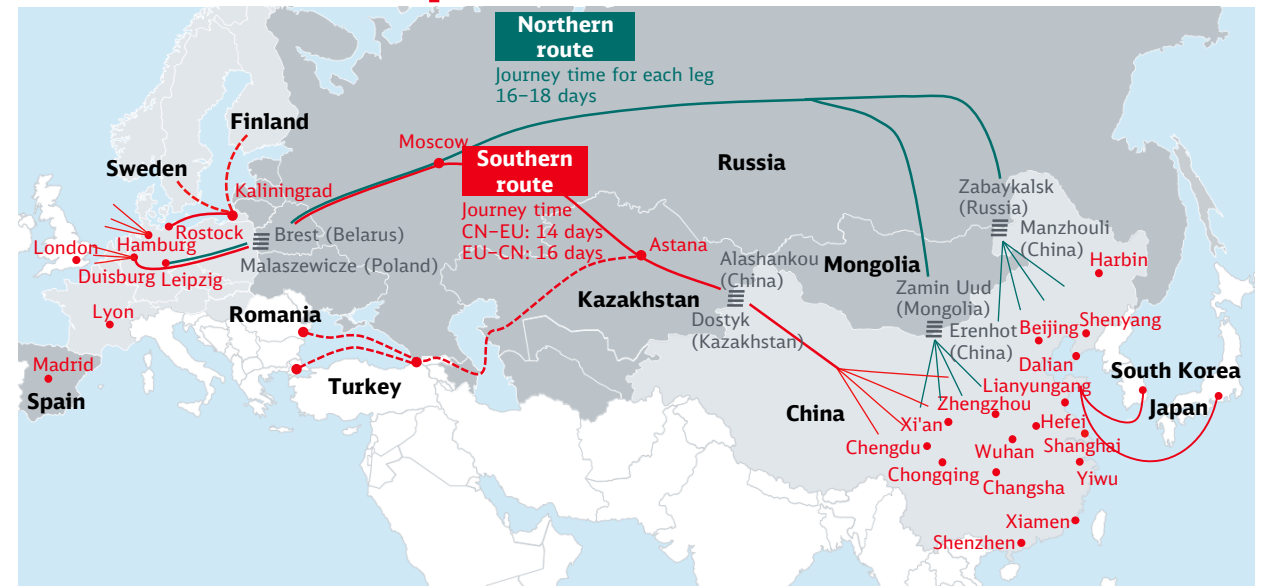 Northern
route
Journey time for each leg
16–18 days
Finland
Moscow
Southern
route
Russia
Sweden
Kaliningrad
Zabaykalsk
(Russia)
Journey time
CN–EU: 14 days
EU–CN: 16 days
Rostock
Brest (Belarus)
Manzhouli
(China)
London
Hamburg
Astana
Malaszewicze (Poland)
Alashankou
(China)
Mongolia
Harbin
Duisburg
Leipzig
Zamin Uud
(Mongolia)
Kazakhstan
Lyon
Romania
Dostyk
(Kazakhstan)
Erenhot
(China)
Beijing
Shenyang
Madrid
Dalian
South Korea
Turkey
Lianyungang
Spain
Zhengzhou
Japan
China
Xi'an
Hefei
Chengdu
Wuhan
Shanghai
Chongqing
Changsha
Yiwu
Xiamen
Shenzhen